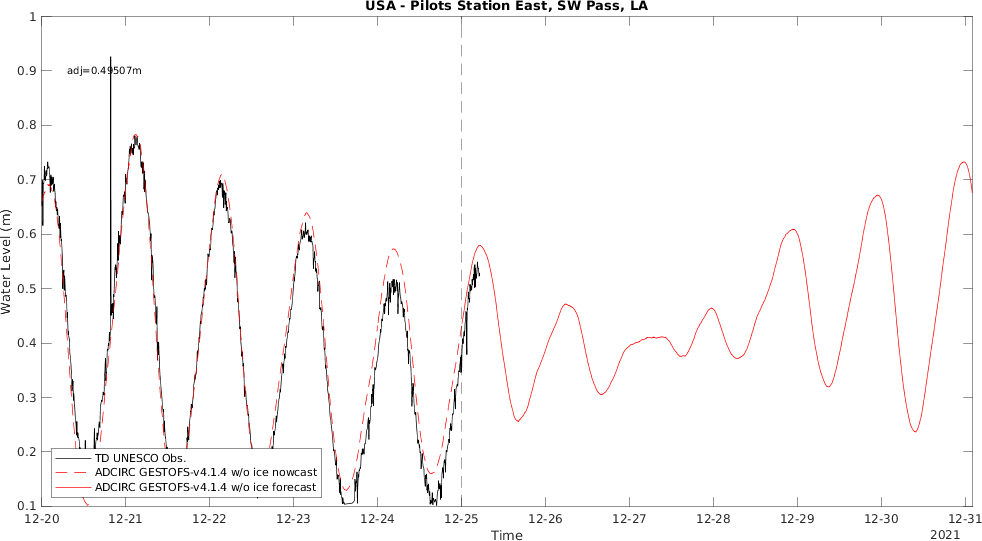 USA - Pilots Station East, SW Pass, LA
1
0.9
0.8
0.7
0.6
0.5
0.4
0.3
0.2
0.1
Water Level (m)
adj=0.49507m
TD UNESCO Obs.
ADCIRC GESTOFS-v4.1.4 w/o ice nowcast
ADCIRC GESTOFS-v4.1.4 w/o ice forecast
12-20 12-21 12-22 12-23 12-24 12-25 12-26 12-27 12-28 12-29 12-30 12-31
Time
2021